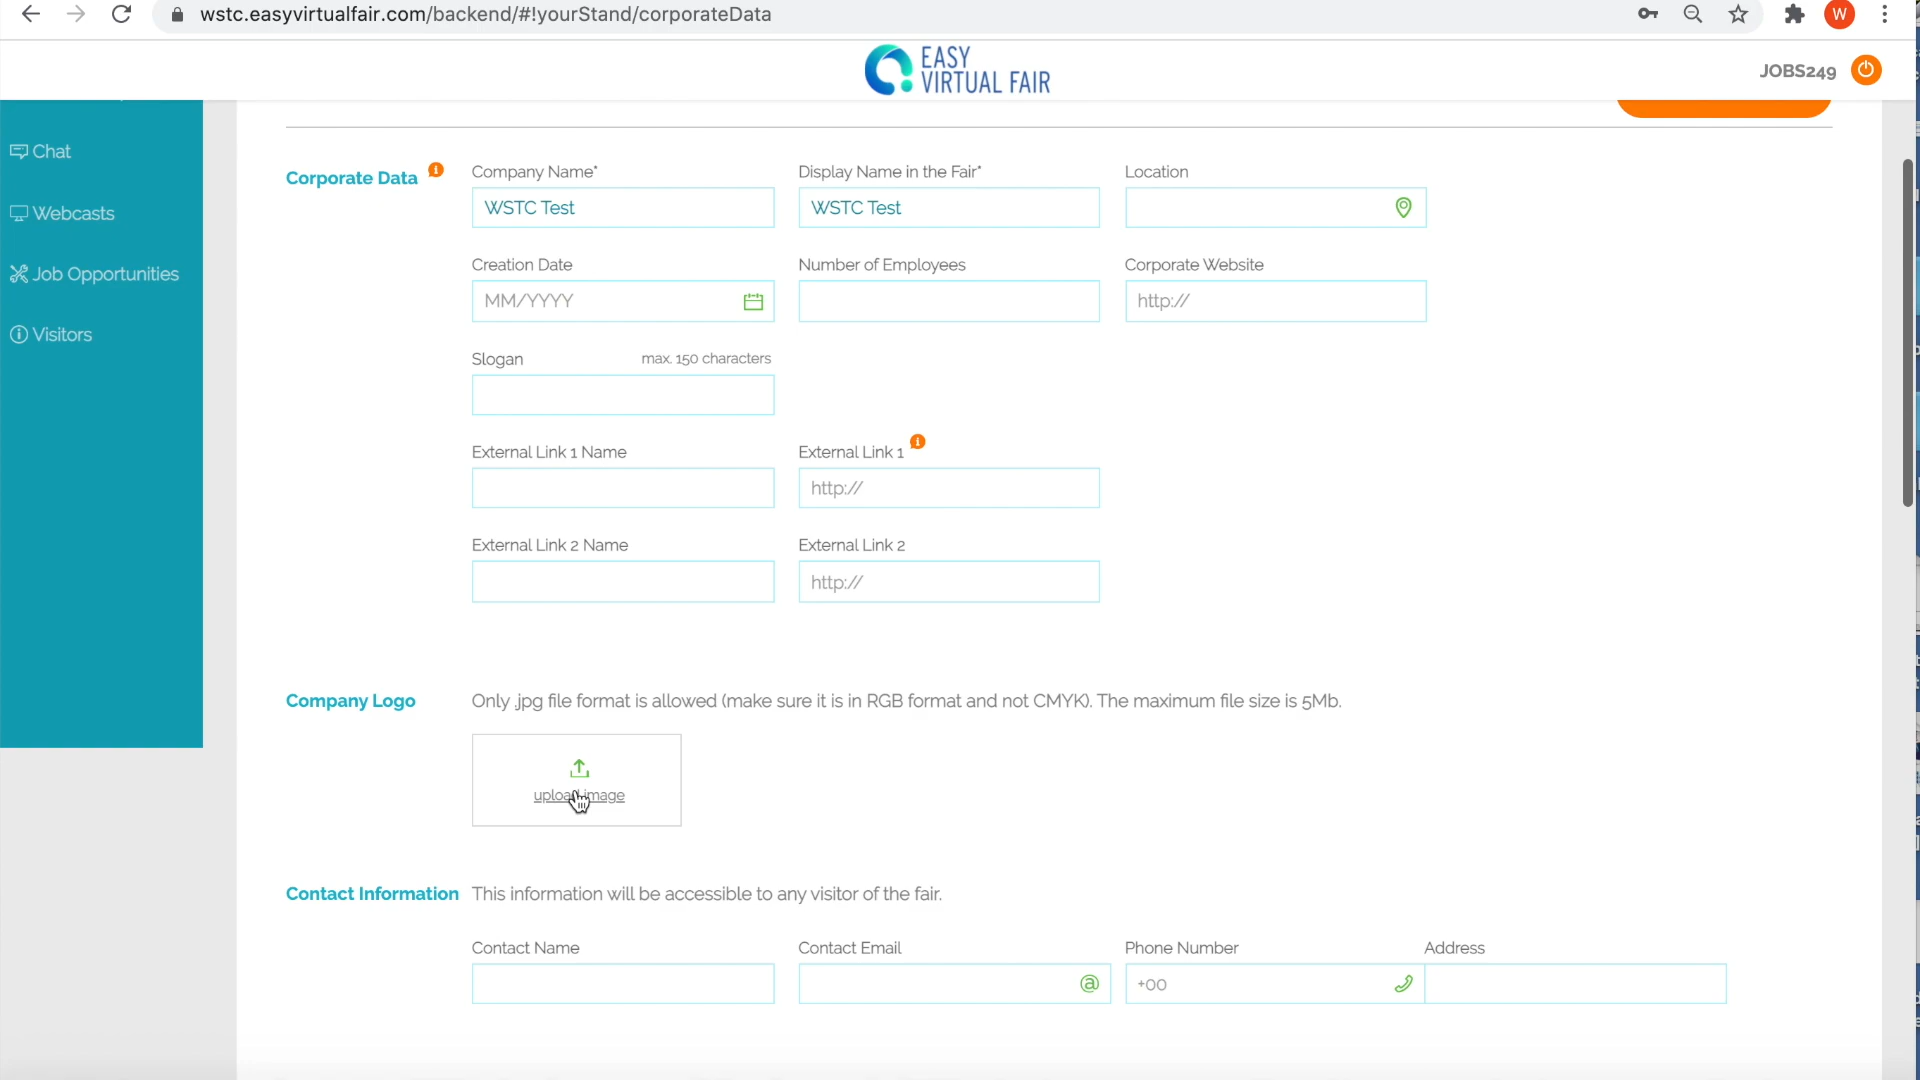 wstc.easyvirtualfair.com/backend/#!yourStand/corporateData
W
EASY
VIRTUAL FAIR
JOBS249
Chat
Webcasts
Job Opportunities
Visitors
Corporate Data
Company Name*
Display Name in the Fair*
Location
WSTC Test
WSTC Test
Creation Date
Number of Employees
Corporate Website
MM/YYYY
http://
Slogan
max. 150 characters
External Link 1 Name
External Link 1
http://
External Link 2 Name
External Link 2
http://
Company Logo
Only .jpg file format is allowed (make sure it is in RGB format and not CMYK). The maximum file size is 5Mb.
upload image
Contact Information
This information will be accessible to any visitor of the fair.
Contact Name
Contact Email
Phone Number
Address
@
+00